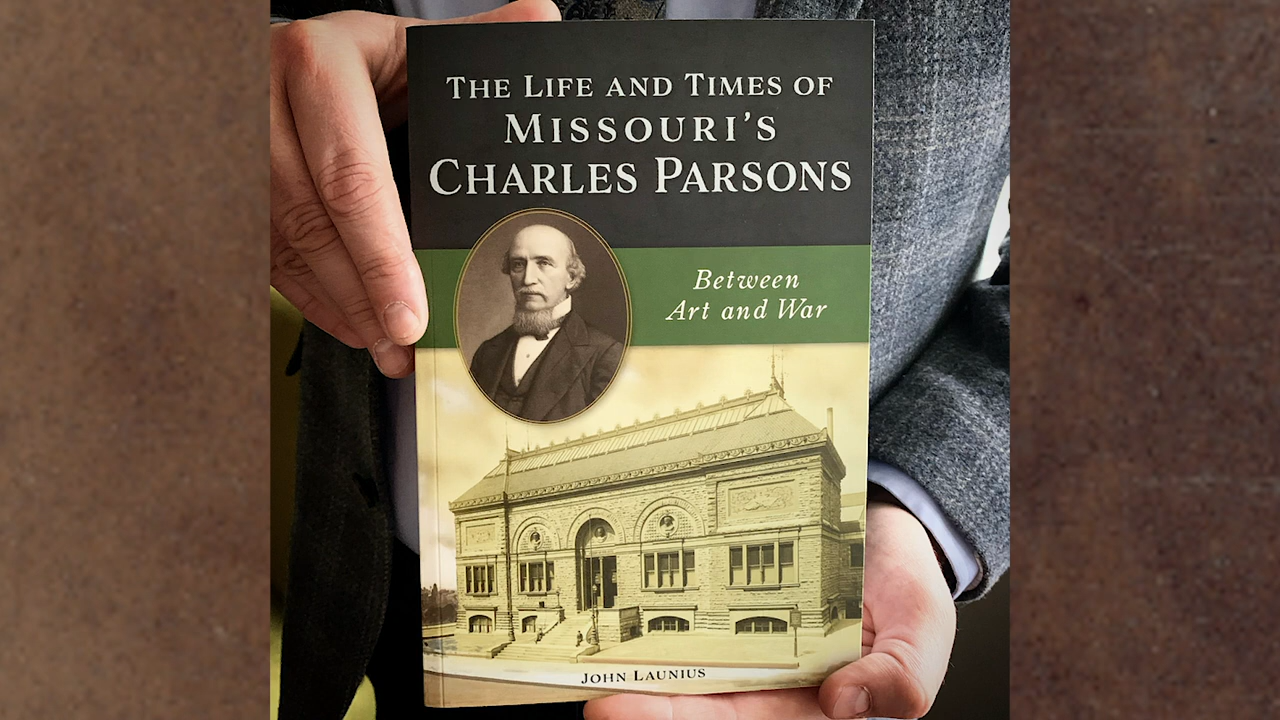 The Life and Times of
Missouri's
Charles Parsons
Between
Art and War
John Launius